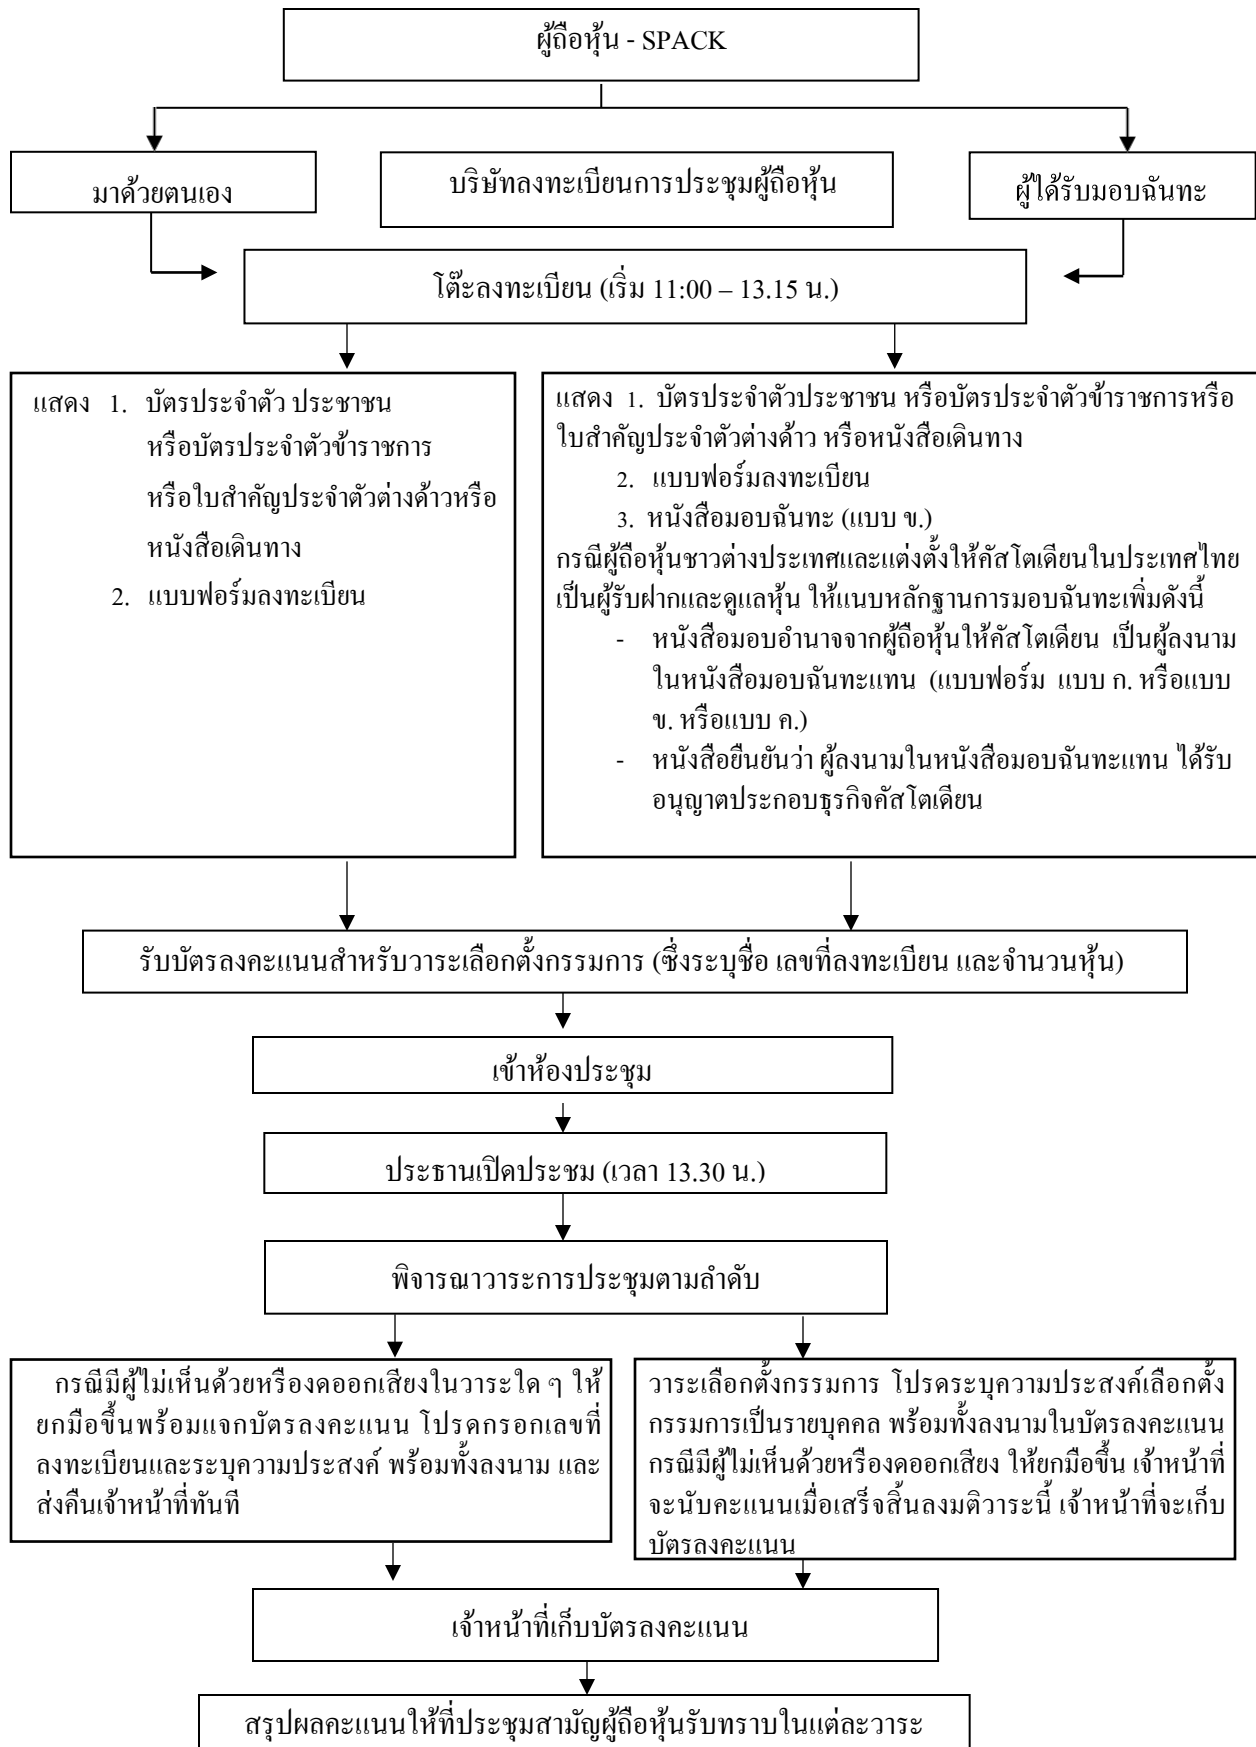 ผู้ถือหุ้น - SPACK
มาด้วยตนเอง
บริษัทลงทะเบียนการประชุมผู้ถือหุ้น
ผู้ได้รับมอบฉันทะ
โต๊ะลงทะเบียน (เริ่ม 11:00 – 13.15 น.)
แสดง 1. บัตรประจำตัว ประชาชน
หรือบัตรประจำตัวข้าราชการ
หรือใบสำคัญประจำตัวต่างด้าวหรือ
หนังสือเดินทาง
2. แบบฟอร์มลงทะเบียน
แสดง 1. บัตรประจำตัวประชาชน หรือบัตรประจำตัวข้าราชการหรือ
ใบสำคัญประจำตัวต่างด้าว หรือหนังสือเดินทาง
2. แบบฟอร์มลงทะเบียน
3. หนังสือมอบฉันทะ (แบบ ข.)
กรณีผู้ถือหุ้นชาวต่างประเทศและแต่งตั้งให้คัสโตเดียนในประเทศไทย
เป็นผู้รับฝากและดูแลหุ้น ให้แนบหลักฐานการมอบฉันทะเพิ่มดังนี้
- หนังสือมอบอำนาจจากผู้ถือหุ้นให้คัสโตเดียน เป็นผู้ลงนาม
ในหนังสือมอบฉันทะแทน (แบบฟอร์ม แบบ ก. หรือแบบ
ข. หรือแบบ ค.)
- หนังสือยืนยันว่า ผู้ลงนามในหนังสือมอบฉันทะแทน ได้รับ
อนุญาตประกอบธุรกิจคัสโตเดียน
รับบัตรลงคะแนนสำหรับวาระเลือกตั้งกรรมการ (ซึ่งระบุชื่อ เลขที่ลงทะเบียน และจำนวนหุ้น)
เข้าห้องประชุม
ประธานเปิดประชม (เวลา 13.30 น.)
พิจารณาวาระการประชุมตามลำดับ
กรณีมีผู้ไม่เห็นด้วยหรืองดออกเสียงในวาระใด ๆ ให้
ยกมือขึ้นพร้อมแจกบัตรลงคะแนน โปรดกรอกเลขที่
ลงทะเบียนและระบุความประสงค์ พร้อมทั้งลงนาม และ
ส่งคืนเจ้าหน้าที่ทันที
วาระเลือกตั้งกรรมการ โปรดระบุความประสงค์เลือกตั้ง
กรรมการเป็นรายบุคคล พร้อมทั้งลงนามในบัตรลงคะแนน
กรณีมีผู้ไม่เห็นด้วยหรืองดออกเสียง ให้ยกมือขึ้น เจ้าหน้าที่
จะนับคะแนนเมื่อเสร็จสิ้นลงมติวาระนี้ เจ้าหน้าที่จะเก็บ
บัตรลงคะแนน
เจ้าหน้าที่เก็บบัตรลงคะแนน
สรุปผลคะแนนให้ที่ประชุมสามัญผู้ถือหุ้นรับทราบในแต่ละวาระ